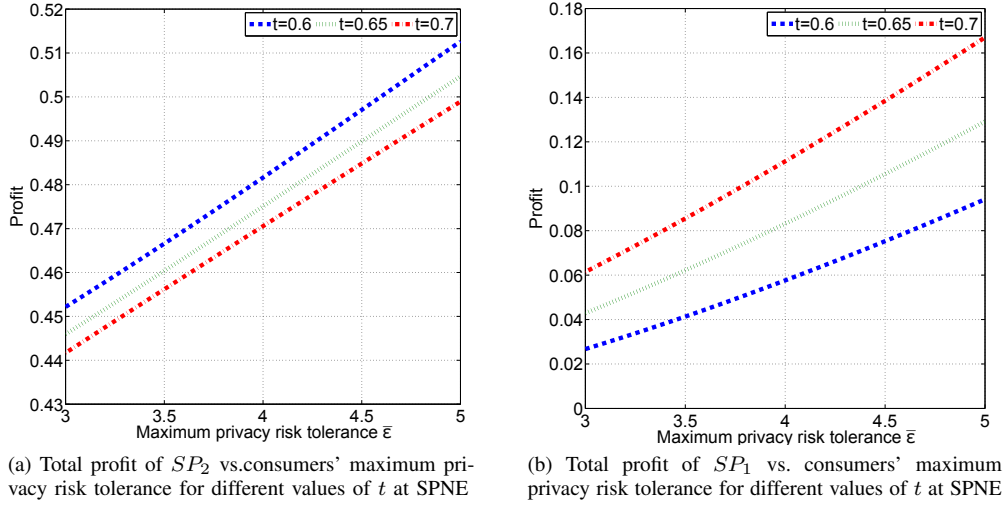 0.52
t=0.6 t=0.65 t=0.7
0.51
0.5
0.49
0.48
0.47
0.46
0.45
0.44
0.43
Profit
3 3.5 4 4.5 5
Maximum privacy risk tolerance ε̅
(a) Total profit of SP₂ vs.consumers' maximum pri-
vacy risk tolerance for different values of t at SPNE
0.18
t=0.6 t=0.65 t=0.7
0.16
0.14
0.12
0.1
0.08
0.06
0.04
0.02
0
Profit
3 3.5 4 4.5 5
Maximum privacy risk tolerance ε̅
(b) Total profit of SP₁ vs. consumers' maximum
privacy risk tolerance for different values of t at SPNE